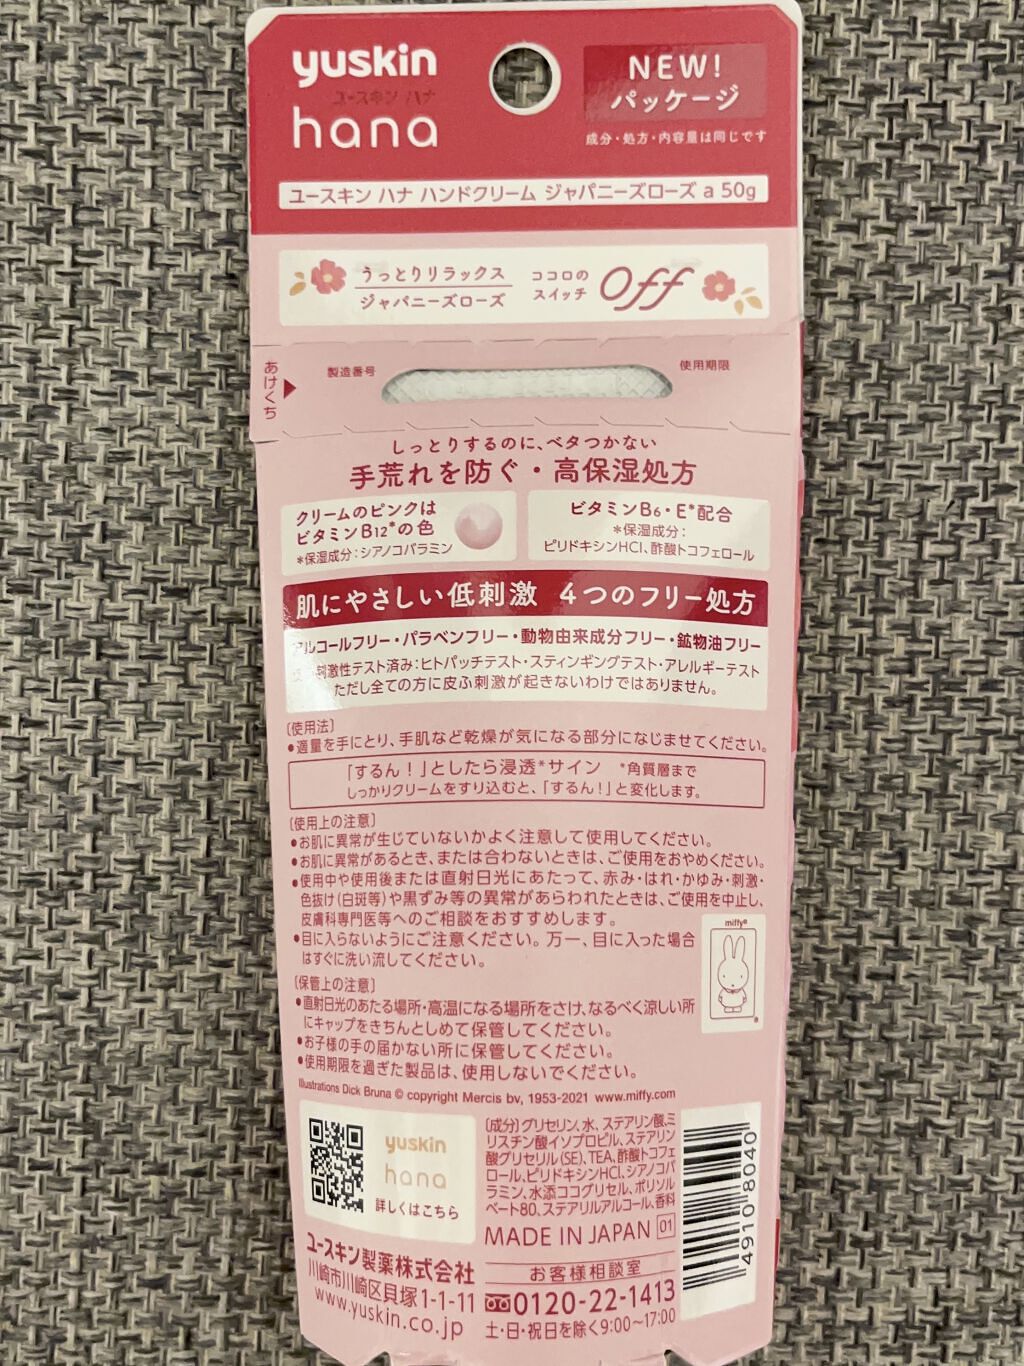 yuskin
ユースキン ハナ
hana
NEW!
パッケージ
成分・処方・内容量は同じです
ユースキン ハナ ハンドクリーム ジャパニーズローズ a 50g
うっとりリラックス
ジャパニーズローズ
ココロの
スイッチ
Off
あけくち
製造番号
使用期限
しっとりするのに、ベタつかない
手荒れを防ぐ・高保湿処方
クリームのピンクは
ビタミンB12*の色
*保湿成分:シアノコバラミン
ビタミンB6・E*配合
*保湿成分:
ピリドキシンHCl、酢酸トコフェロール
肌にやさしい低刺激 4つのフリー処方
アルコールフリー・パラベンフリー・動物由来成分フリー・鉱物油フリー
刺激性テスト済み:ヒトパッチテスト・スティンギングテスト・アレルギーテスト
ただし全ての方に皮ふ刺激が起きないわけではありません。
〔使用法〕
●適量を手にとり、手肌など乾燥が気になる部分になじませてください。
「するん!」としたら浸透*サイン *角質層まで
しっかりクリームをすり込むと、「するん!」と変化します。
〔使用上の注意〕
●お肌に異常が生じていないかよく注意して使用してください。
●お肌に異常があるとき、または合わないときは、ご使用をおやめください。
●使用中や使用後または直射日光にあたって、赤み・はれ・かゆみ・刺激・
色抜け(白斑等)や黒ずみ等の異常があらわれたときは、ご使用を中止し、
皮膚科専門医等へのご相談をおすすめします。
●目に入らないようにご注意ください。万一、目に入った場合
はすぐに洗い流してください。
miffy®
〔保管上の注意〕
●直射日光のあたる場所・高温になる場所をさけ、なるべく涼しい所
にキャップをきちんとしめて保管してください。
●お子様の手の届かない所に保管してください。
●使用期限を過ぎた製品は、使用しないでください。
Illustrations Dick Bruna © copyright Mercis bv, 1953-2021 www.miffy.com
yuskin
hana
詳しくはこちら
〔成分〕グリセリン、水、ステアリン酸、ミ
リスチン酸イソプロピル、ステアリン
酸グリセリル(SE)、TEA、酢酸トコフェ
ロール、ピリドキシンHCl、シアノコバ
ラミン、水添ココグリセル、ポリソル
ベート80、ステアリルアルコール、香料
MADE IN JAPAN 01
4910 8040
ユースキン製薬株式会社
川崎市川崎区貝塚1-1-11
www.yuskin.co.jp
お客様相談室
0120-22-1413
土・日・祝日を除く9:00~17:00